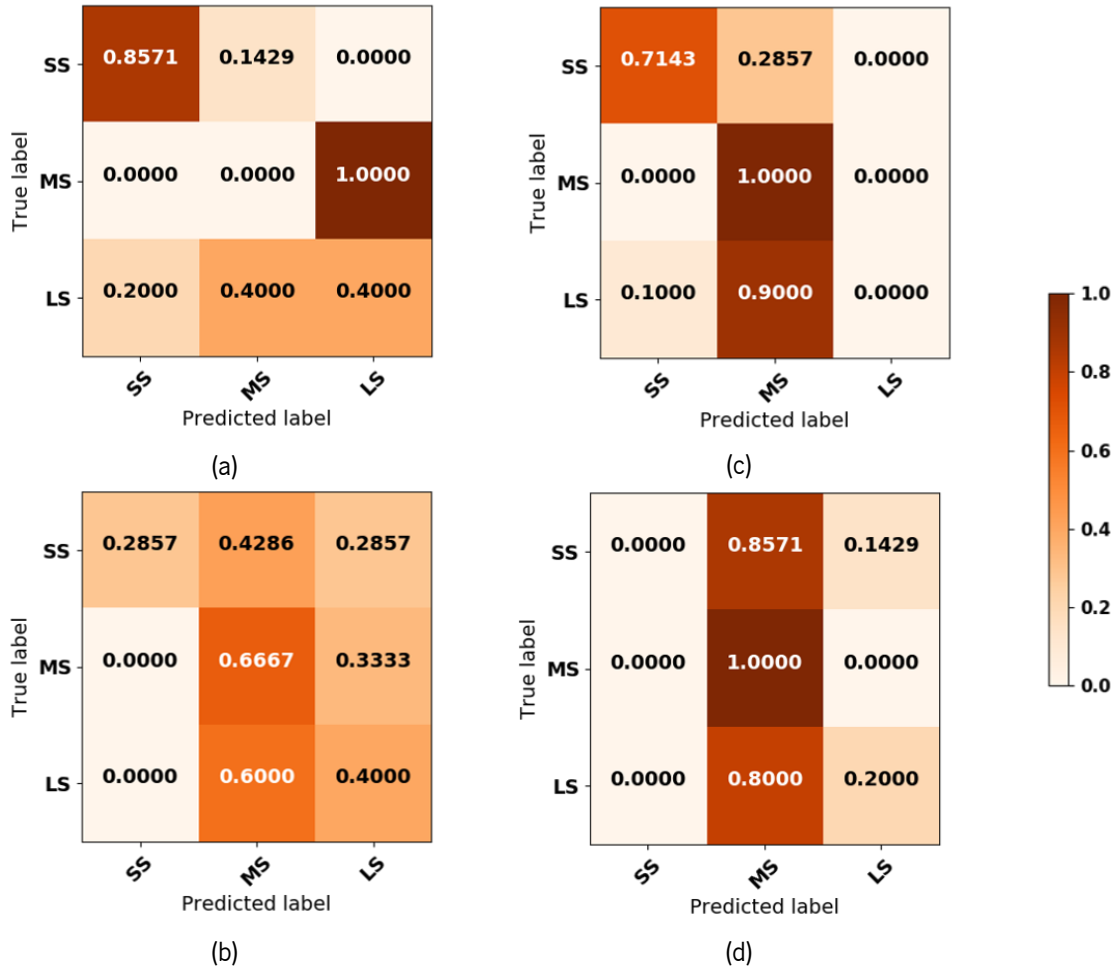 True label
SS
0.8571 0.1429 0.0000
MS
0.0000 0.0000 1.0000
LS
0.2000 0.4000 0.4000
SS MS LS
Predicted label
(a)
True label
SS
0.2857 0.4286 0.2857
MS
0.0000 0.6667 0.3333
LS
0.0000 0.6000 0.4000
SS MS LS
Predicted label
(b)
True label
SS
0.7143 0.2857 0.0000
MS
0.0000 1.0000 0.0000
LS
0.1000 0.9000 0.0000
SS MS LS
Predicted label
(c)
True label
SS
0.0000 0.8571 0.1429
MS
0.0000 1.0000 0.0000
LS
0.0000 0.8000 0.2000
SS MS LS
Predicted label
(d)
1.0
0.8
0.6
0.4
0.2
0.0